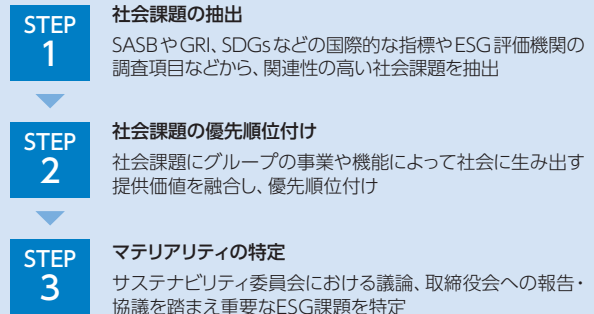 STEP
1
社会課題の抽出
SASBやGRI、SDGsなどの国際的な指標やESG評価機関の
調査項目などから、関連性の高い社会課題を抽出
STEP
2
社会課題の優先順位付け
社会課題にグループの事業や機能によって社会に生み出す
提供価値を融合し、優先順位付け
STEP
3
マテリアリティの特定
サステナビリティ委員会における議論、取締役会への報告・
協議を踏まえ重要なESG課題を特定